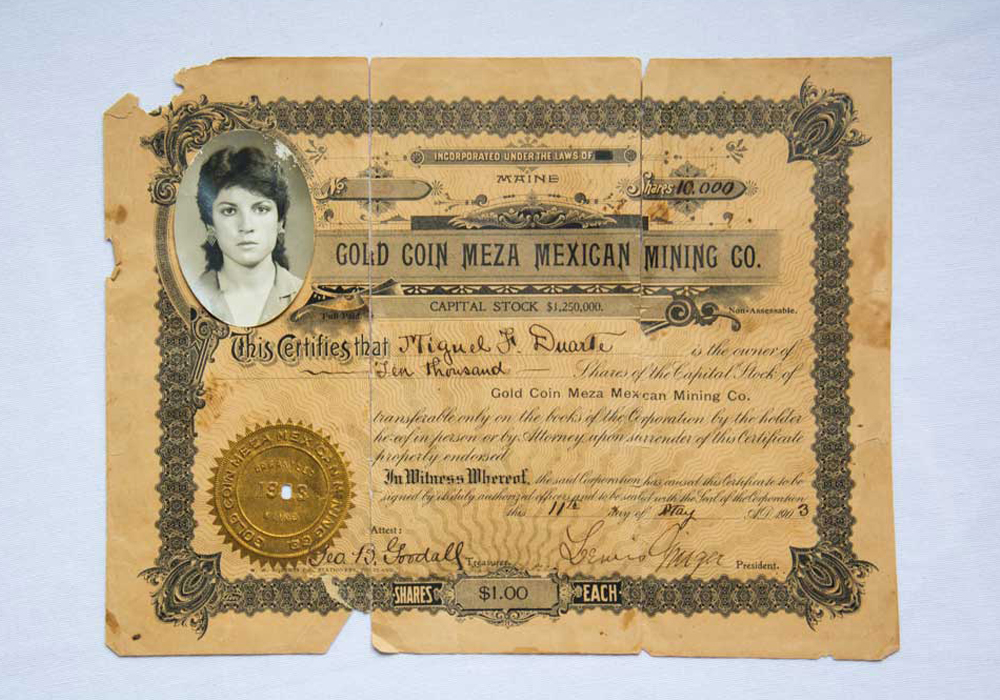 INCORPORATED UNDER THE LAWS OF
MAINE
No
Shares 10.000
GOLD COIN MEZA MEXICAN MINING CO.
CAPITAL STOCK $1,250,000.
Full Paid
Non-Assessable.
This Certifies that Miguel F. Duarte is the owner of
Ten thousand Shares of the Capital Stock of
Gold Coin Meza Mexican Mining Co.
transferable only on the books of the Corporation by the holder
hereof in person or by Attorney upon surrender of this Certificate
properly endorsed
In Witness Whereof, the said Corporation has caused this Certificate to be
signed by its duly authorized officers and to be sealed with the Seal of the Corporation
this 11th day of May A.D. 1903
GOLD COIN MEZA MEXICAN MINING CO.
19 3
MAINE
Attest:
Geo. B. Goodall Treasurer.
Lewis President.
SHARES $1.00 EACH